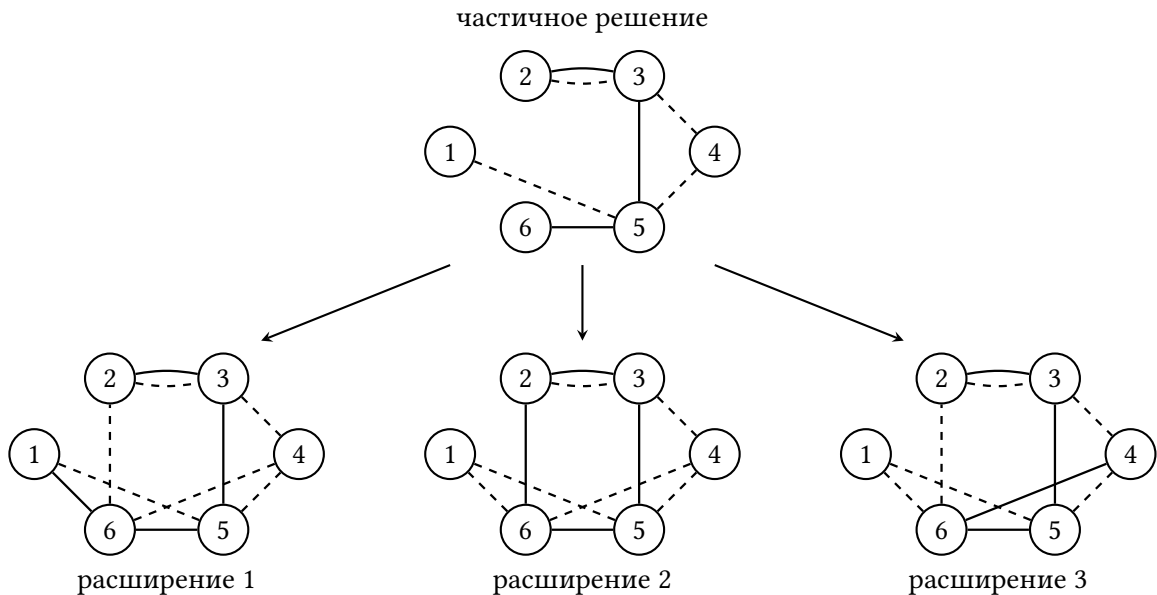 частичное решение
2 3
1 4
6 5
2 3 2 3 2 3
1 4 1 4 1 4
6 5 6 5 6 5
расширение 1 расширение 2 расширение 3